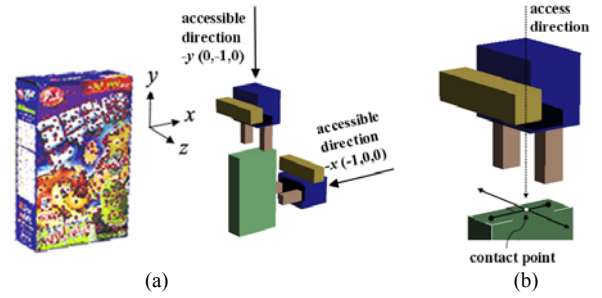 accessible
direction
-y (0,-1,0)
y
x
z
accessible
direction
-x (-1,0,0)
(a)
access
direction
contact point
(b)